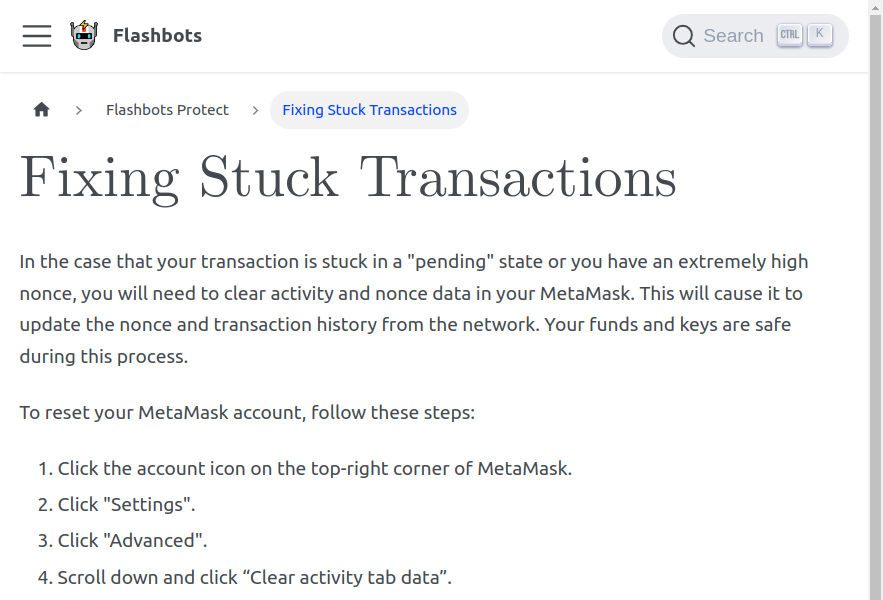 Flashbots
Search CTRL K
Flashbots Protect
Fixing Stuck Transactions
Fixing Stuck Transactions
In the case that your transaction is stuck in a "pending" state or you have an extremely high
nonce, you will need to clear activity and nonce data in your MetaMask. This will cause it to
update the nonce and transaction history from the network. Your funds and keys are safe
during this process.
To reset your MetaMask account, follow these steps:
1. Click the account icon on the top-right corner of MetaMask.
2. Click "Settings".
3. Click "Advanced".
4. Scroll down and click “Clear activity tab data”.